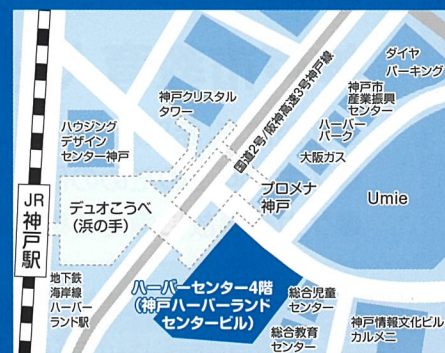 ダイヤ
パーキング
神戸市
産業振興
センター
ハーバー
パーク
大阪ガス
国道2号/阪神高速3号神戸線
神戸クリスタル
タワー
ハウジング
デザイン
センター神戸
プロメナ
神戸
Umie
デュオこうべ
(浜の手)
JR
神戸駅
地下鉄
海岸線
ハーバー
ランド駅
ハーバーセンター4階
(神戸ハーバーランド
センタービル)
総合児童
センター
総合教育
センター
神戸情報文化ビル
カルメニ